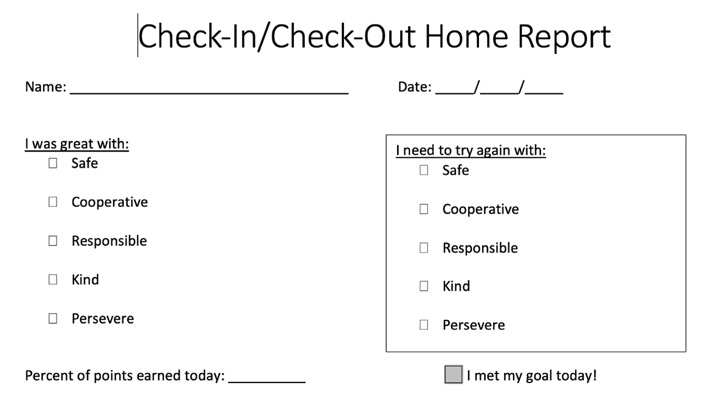 Check-In/Check-Out Home Report
Name: ____________________________________ Date: _____/_____/_____
I was great with:
☐ Safe
☐ Cooperative
☐ Responsible
☐ Kind
☐ Persevere
I need to try again with:
☐ Safe
☐ Cooperative
☐ Responsible
☐ Kind
☐ Persevere
Percent of points earned today: __________
I met my goal today!